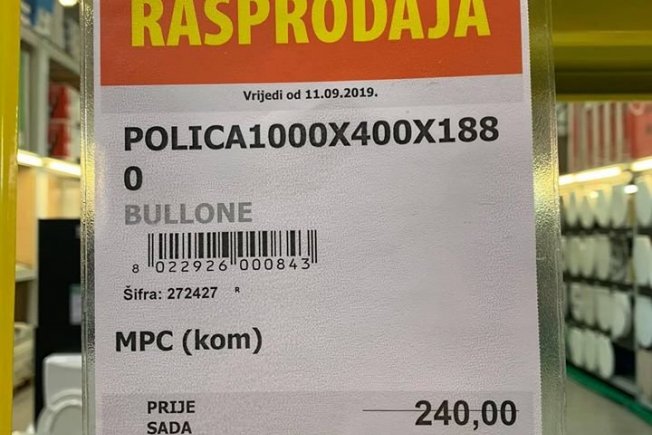 RASPRODAJA
Vrijedi od 11.09.2019.
POLICA1000X400X188
0
BULLONE
8 022926 000843
Šifra: 272427 R
MPC (kom)
PRIJE 240,00
SADA